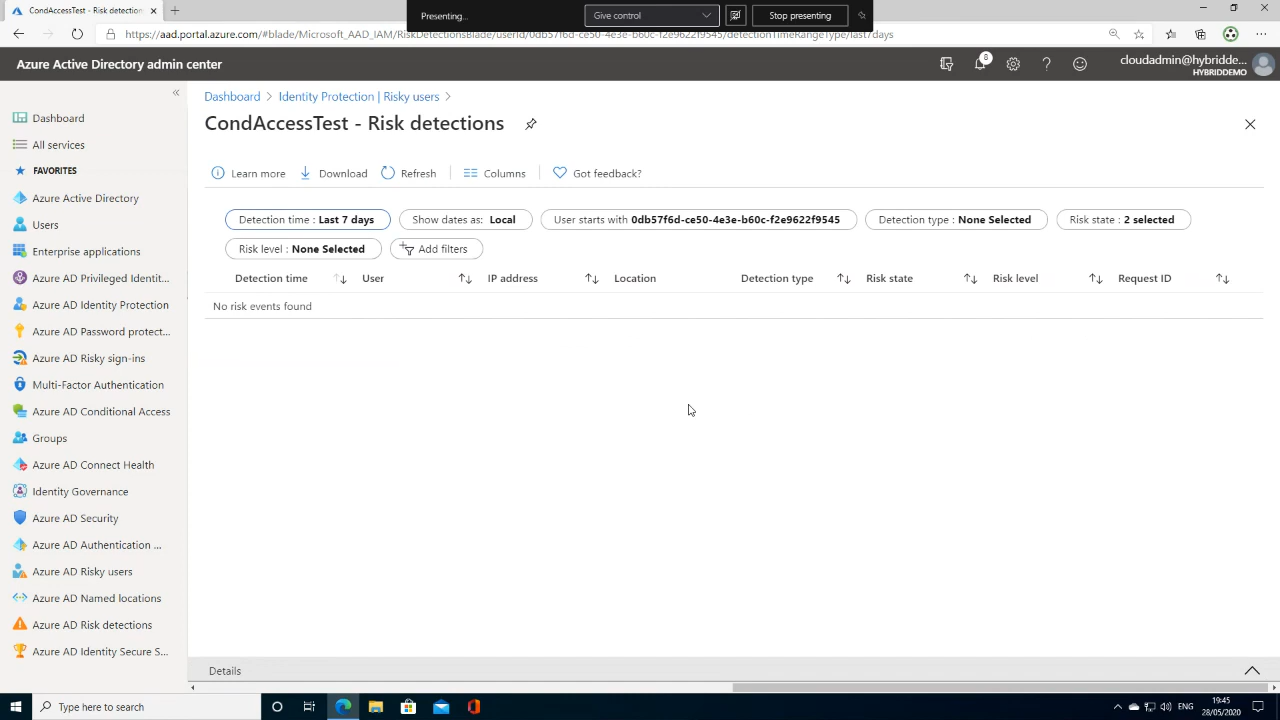 CondAccessTest - Risk detections
Presenting...
Give control
Stop presenting
https://aad.portal.azure.com/#blade/Microsoft_AAD_IAM/RiskDetectionsBlade/userId/0db57f6d-ce50-4e3e-b60c-f2e9622f9545/detectionTimeRangeType/last7days
Azure Active Directory admin center
8
cloudadmin@hybridde...
HYBRIDDEMO
Dashboard
All services
FAVORITES
Azure Active Directory
Users
Enterprise applications
Azure AD Privileged Identit...
Azure AD Identity Protection
Azure AD Password protect...
Azure AD Risky sign-ins
Multi-Factor Authentication
Azure AD Conditional Access
Groups
Azure AD Connect Health
Identity Governance
Azure AD Security
Azure AD Authentication ...
Azure AD Risky users
Azure AD Named locations
Azure AD Risk detections
Azure AD Identity Secure S...
Dashboard > Identity Protection | Risky users >
CondAccessTest - Risk detections
Learn more Download Refresh Columns Got feedback?
Detection time : Last 7 days Show dates as: Local User starts with 0db57f6d-ce50-4e3e-b60c-f2e9622f9545 Detection type : None Selected Risk state : 2 selected
Risk level : None Selected Add filters
Detection time User IP address Location Detection type Risk state Risk level Request ID
No risk events found
Details
Type here to search
ENG
19:45
28/05/2020